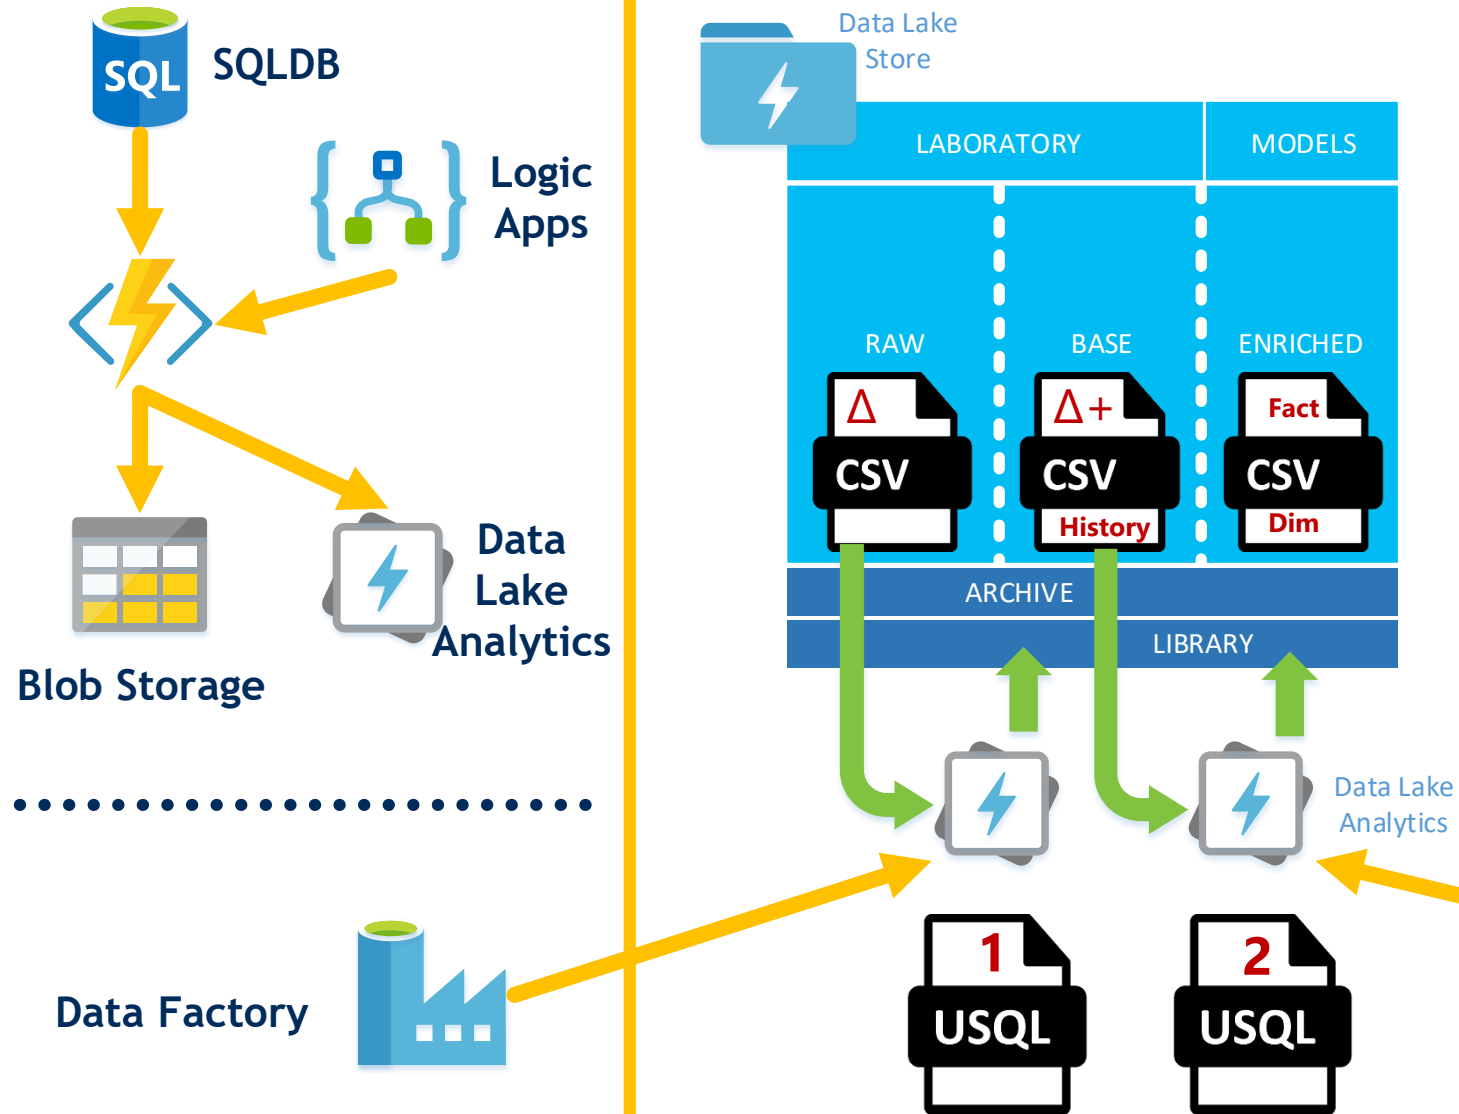 SQL
SQLDB
Logic
Apps
Data
Lake
Analytics
Blob Storage
Data Factory
Data Lake
Store
LABORATORY
MODELS
RAW
BASE
ENRICHED
Δ
CSV
Δ+
CSV
History
Fact
CSV
Dim
ARCHIVE
LIBRARY
Data Lake
Analytics
1
USQL
2
USQL